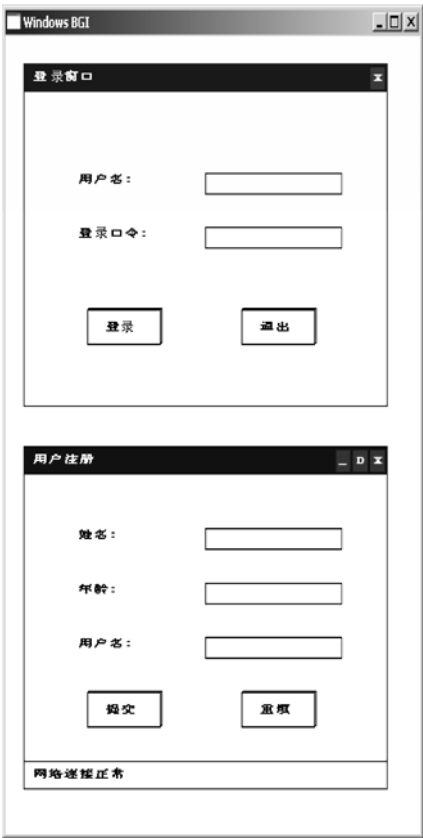 Windows BGI
登录窗口
用户名：
登录口令：
登录 退出
用户注册
姓名：
年龄：
用户名：
提交 重填
网络连接正常